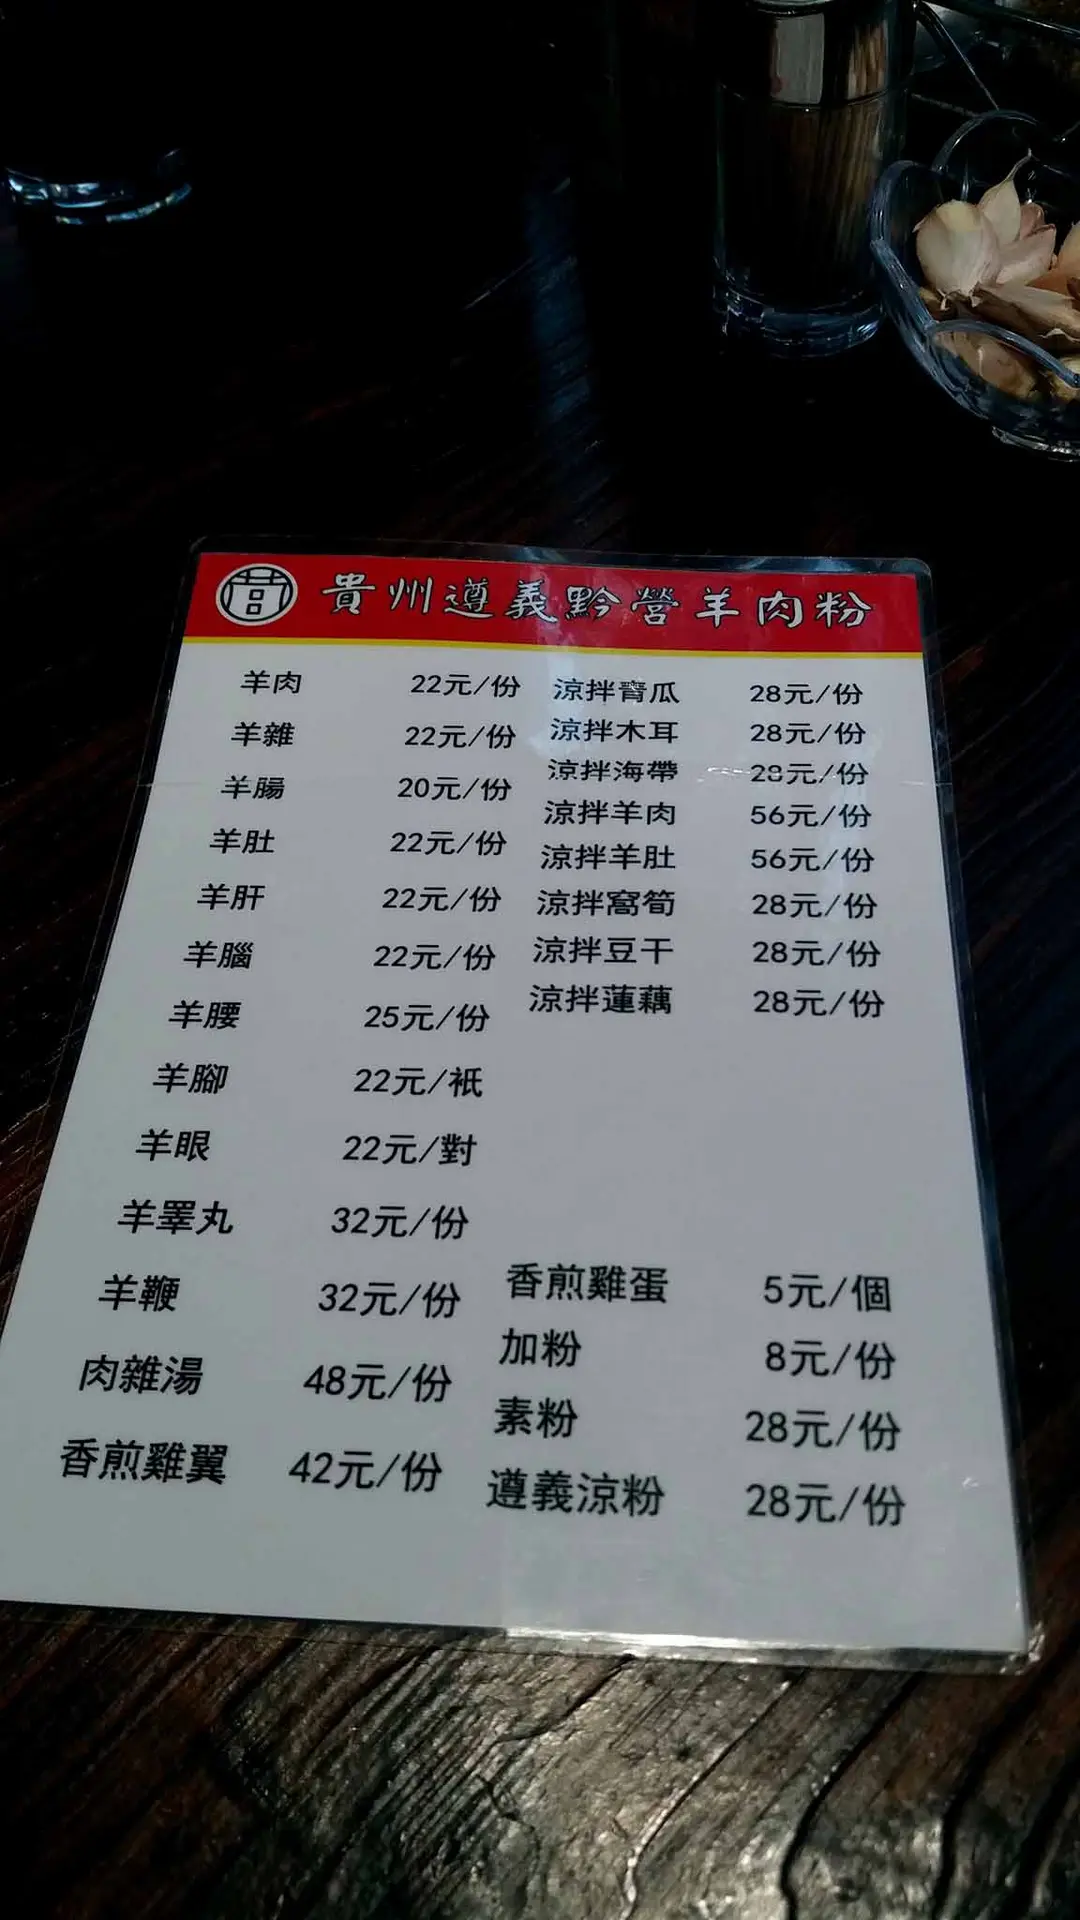 貴州遵義黔營羊肉粉
羊肉 22元/份
羊雜 22元/份
羊腸 20元/份
羊肚 22元/份
羊肝 22元/份
羊腦 22元/份
羊腰 25元/份
羊腳 22元/衹
羊眼 22元/對
羊睪丸 32元/份
羊鞭 32元/份
肉雜湯 48元/份
香煎雞翼 42元/份
涼拌青瓜 28元/份
涼拌木耳 28元/份
涼拌海帶 28元/份
涼拌羊肉 56元/份
涼拌羊肚 56元/份
涼拌窩筍 28元/份
涼拌豆干 28元/份
涼拌蓮藕 28元/份
香煎雞蛋 5元/個
加粉 8元/份
素粉 28元/份
遵義涼粉 28元/份